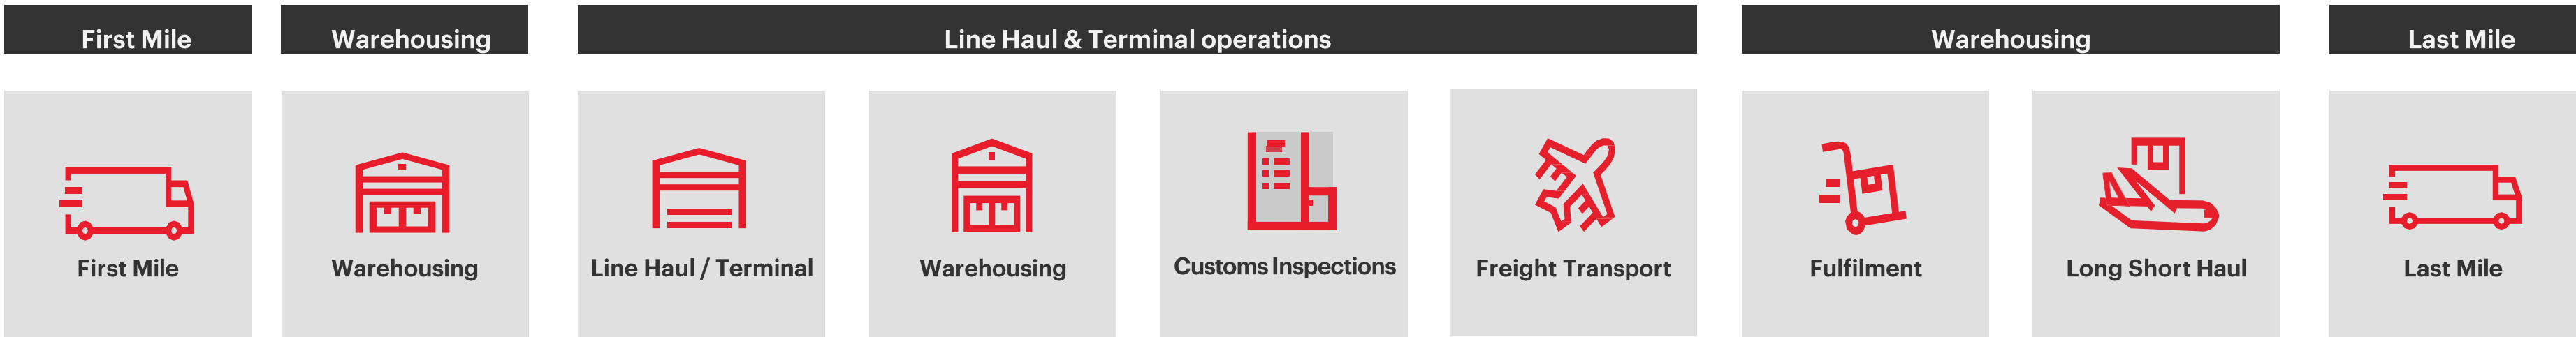 First Mile
Warehousing
Line Haul & Terminal operations
Warehousing
Last Mile
First Mile
Warehousing
Line Haul / Terminal
Warehousing
Customs Inspections
Freight Transport
Fulfilment
Long Short Haul
Last Mile